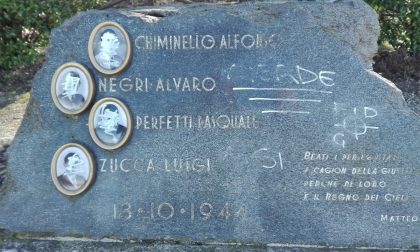 CHIMINELLO ALFONSO
NEGRI ALVARO
PERFETTI PASQUALE
ZUCCA LUIGI
13·10·1944
BEATI I PERSEGUITATI
A CAGION DELLA GIUSTIZIA
PERCHE DI LORO
E IL REGNO DEI CIELI
MATTEO